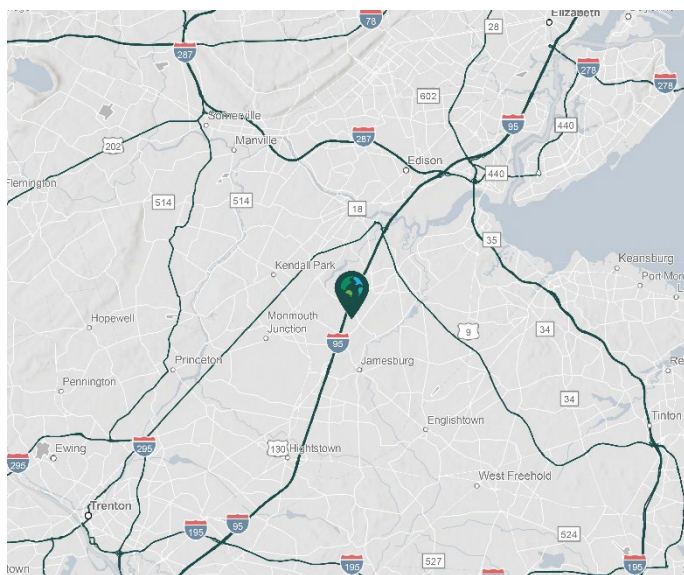 78
Elizabeth
28
287
278
278
602
95
440
Somerville
287
202
Manville
Edison
440
Flemington
514
514
18
35
Keansburg
Kendall Park
Port Mon
Hopewell
Monmouth
Junction
9
34
95
Princeton
Jamesburg
Pennington
34
Englishtown
Tinton
Ewing
295
130
Hightstown
295
West Freehold
Trenton
95
195
524
527
195
195
town